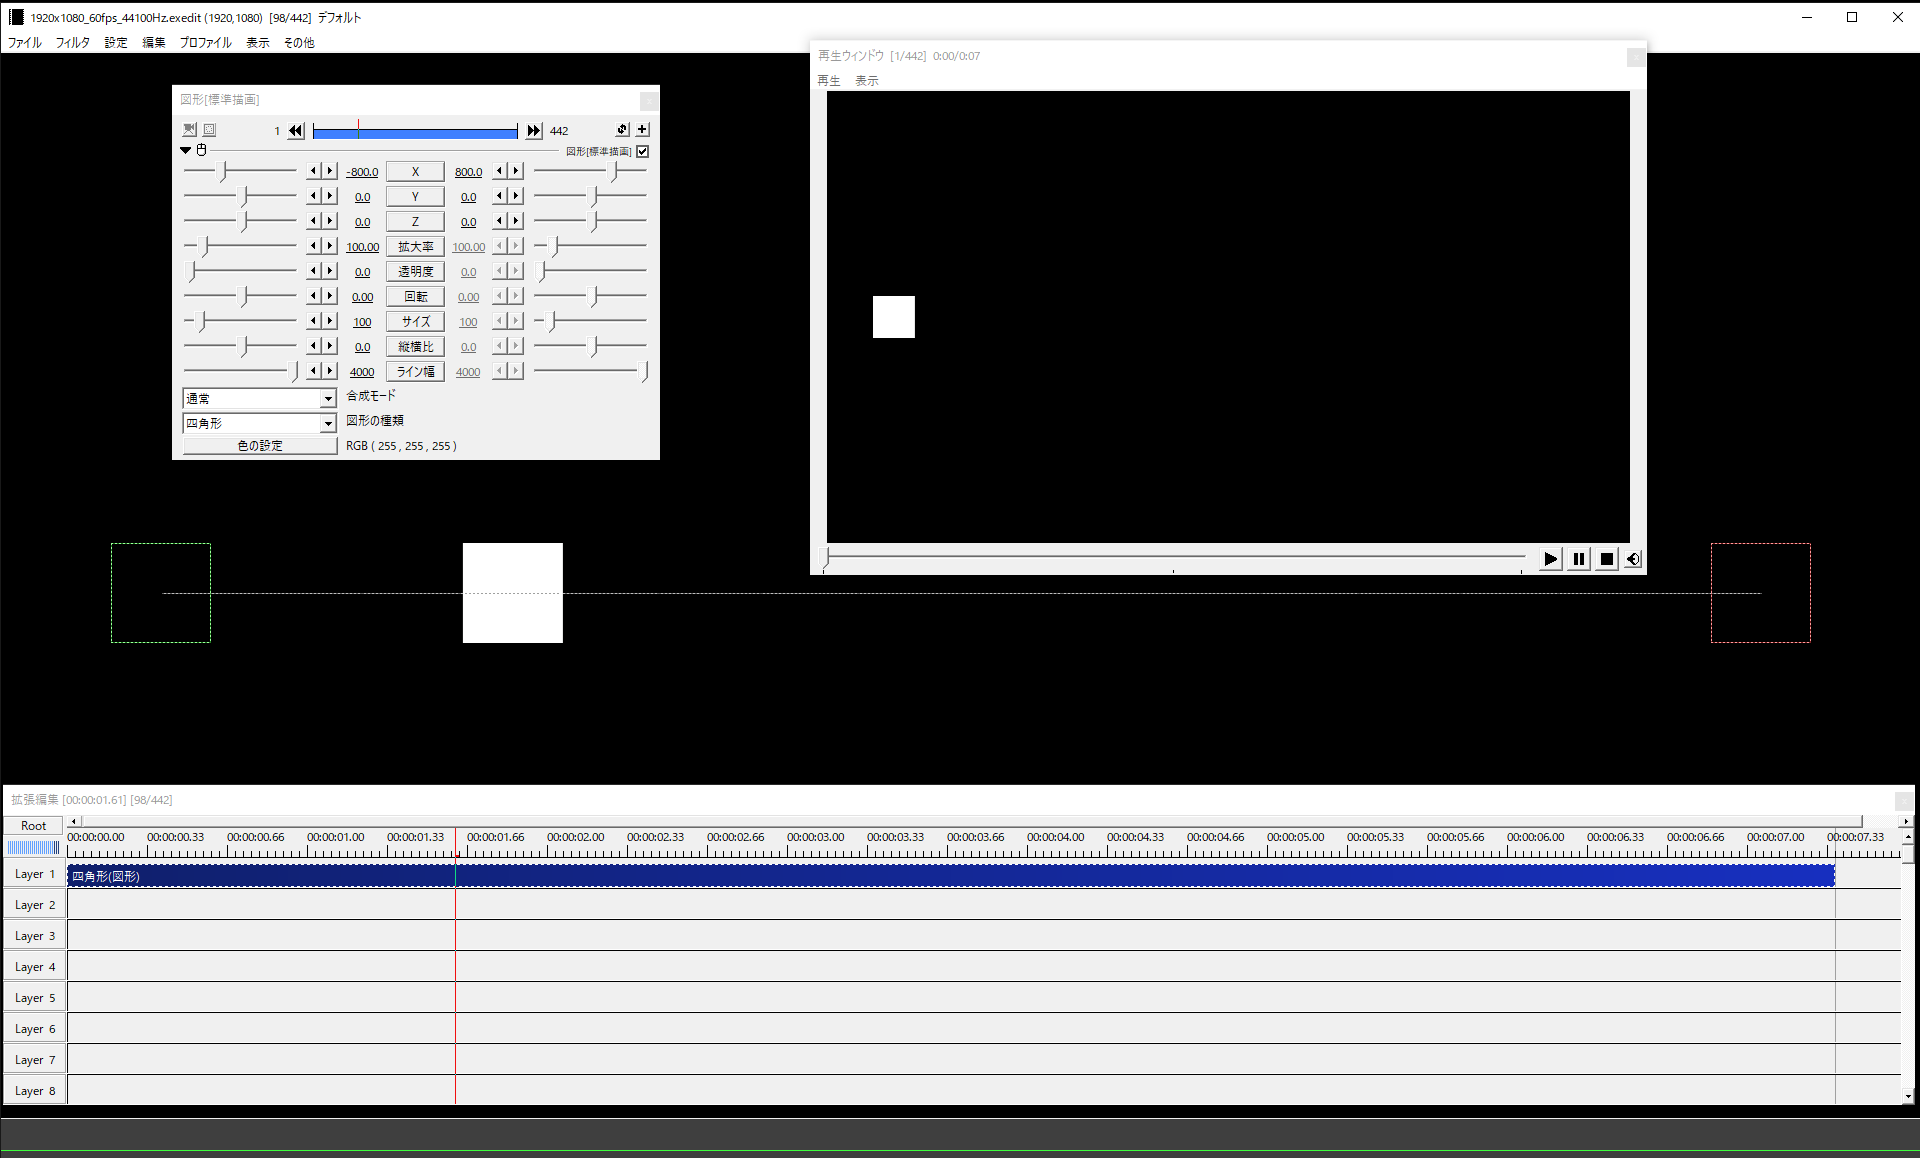 1920x1080_60fps_44100Hz.exedit (1920,1080) [98/442] デフォルト
ファイル フィルタ 設定 編集 プロファイル 表示 その他
再生ウィンドウ [1/442] 0:00/0:07
再生 表示
図形[標準描画]
1 442
図形[標準描画]
-800.0 X 800.0
0.0 Y 0.0
0.0 Z 0.0
100.00 拡大率 100.00
0.0 透明度 0.0
0.00 回転 0.00
100 サイズ 100
0.0 縦横比 0.0
4000 ライン幅 4000
通常 合成モード
四角形 図形の種類
色の設定 RGB ( 255 , 255 , 255 )
拡張編集 [00:00:01.61] [98/442]
Root
00:00:00.00 00:00:00.33 00:00:00.66 00:00:01.00 00:00:01.33 00:00:01.66 00:00:02.00 00:00:02.33 00:00:02.66 00:00:03.00 00:00:03.33 00:00:03.66 00:00:04.00 00:00:04.33 00:00:04.66 00:00:05.00 00:00:05.33 00:00:05.66 00:00:06.00 00:00:06.33 00:00:06.66 00:00:07.00 00:00:07.33
Layer 1 四角形(図形)
Layer 2
Layer 3
Layer 4
Layer 5
Layer 6
Layer 7
Layer 8